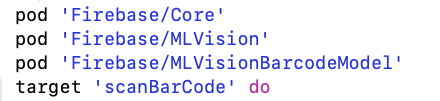 pod 'Firebase/Core'
pod 'Firebase/MLVision'
pod 'Firebase/MLVisionBarcodeModel'
target 'scanBarCode' do